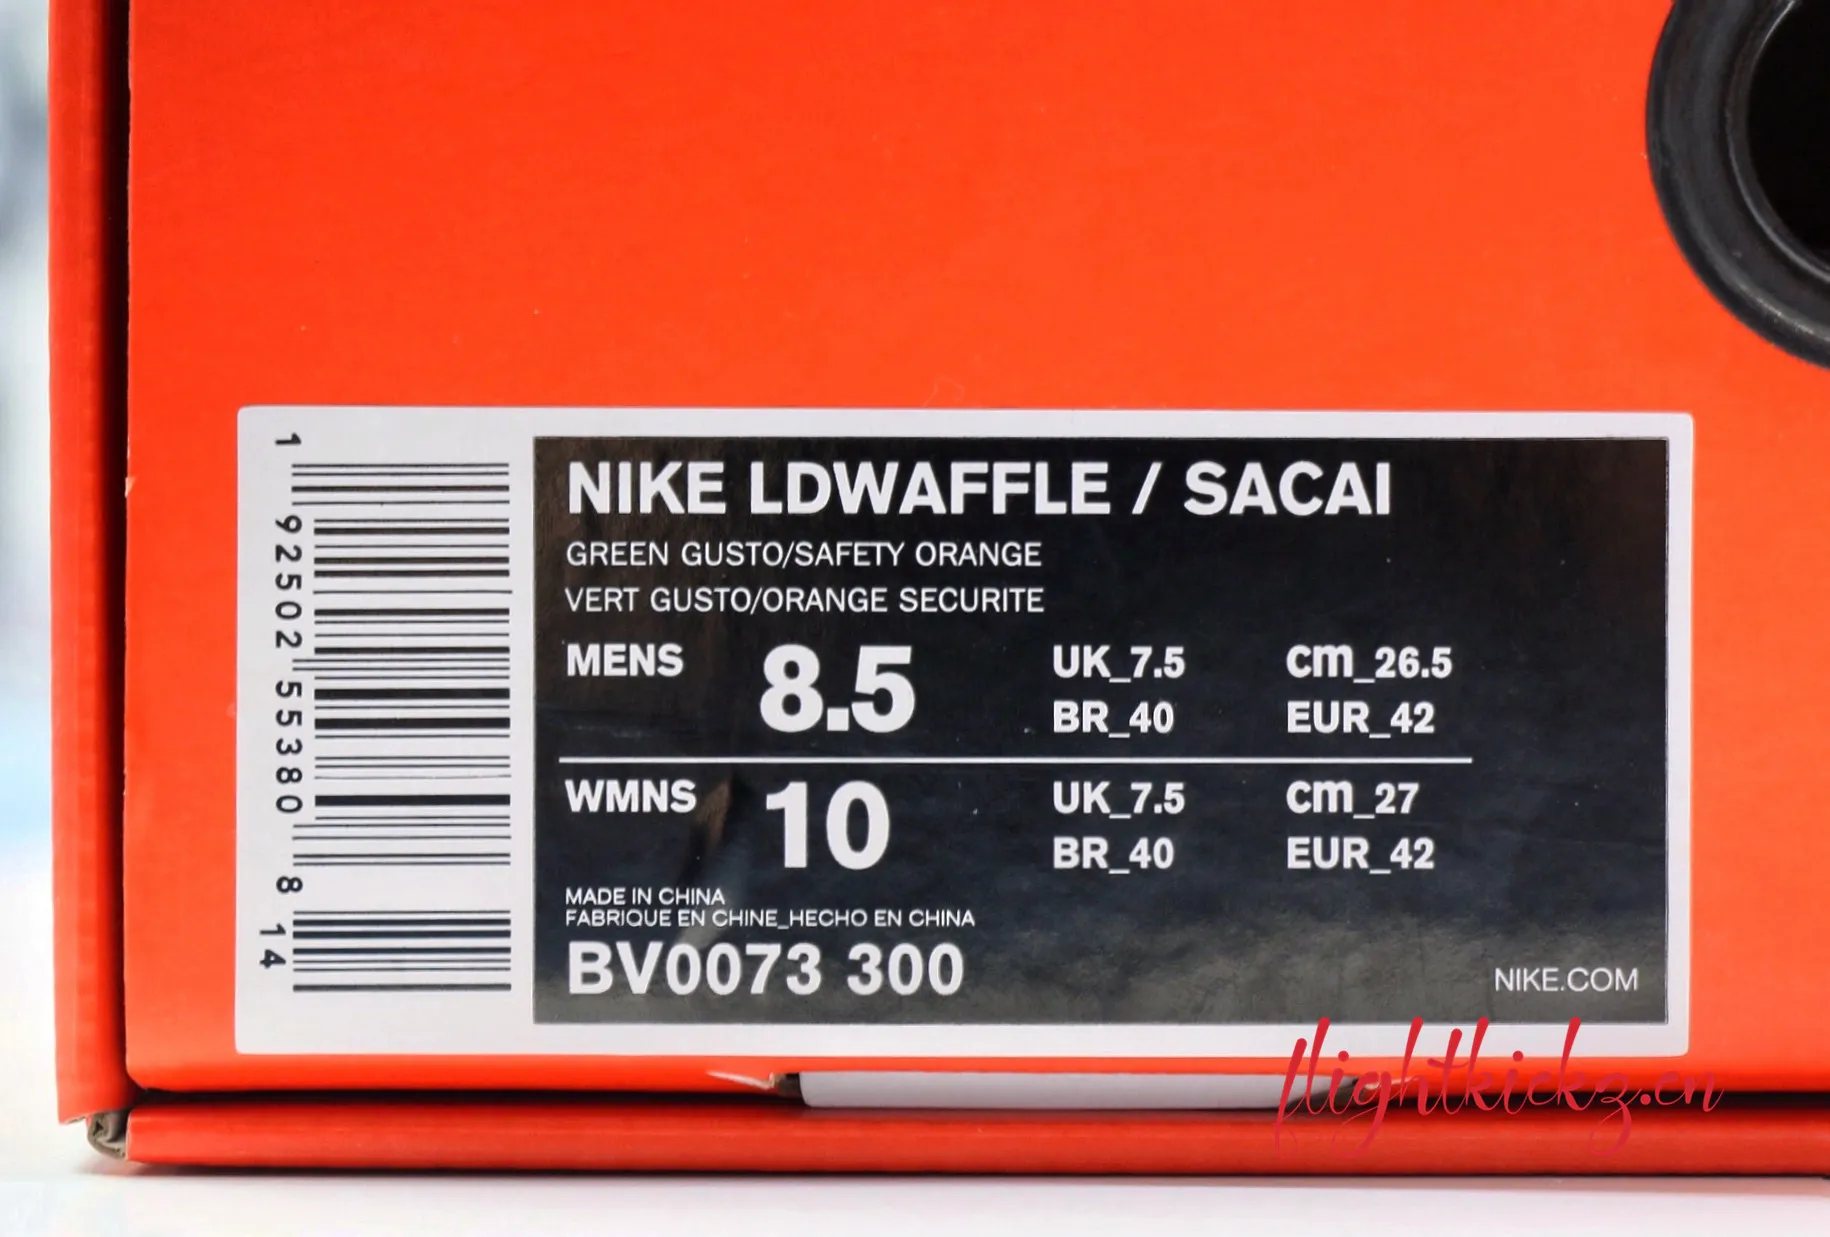 1 92502 55380 8
14
NIKE LDWAFFLE / SACAI
GREEN GUSTO/SAFETY ORANGE
VERT GUSTO/ORANGE SECURITE
MENS 8.5 UK_7.5 cm_26.5
BR_40 EUR_42
WMNS 10 UK_7.5 cm_27
BR_40 EUR_42
MADE IN CHINA
FABRIQUE EN CHINE_HECHO EN CHINA
BV0073 300
NIKE.COM
flightkickz.cn